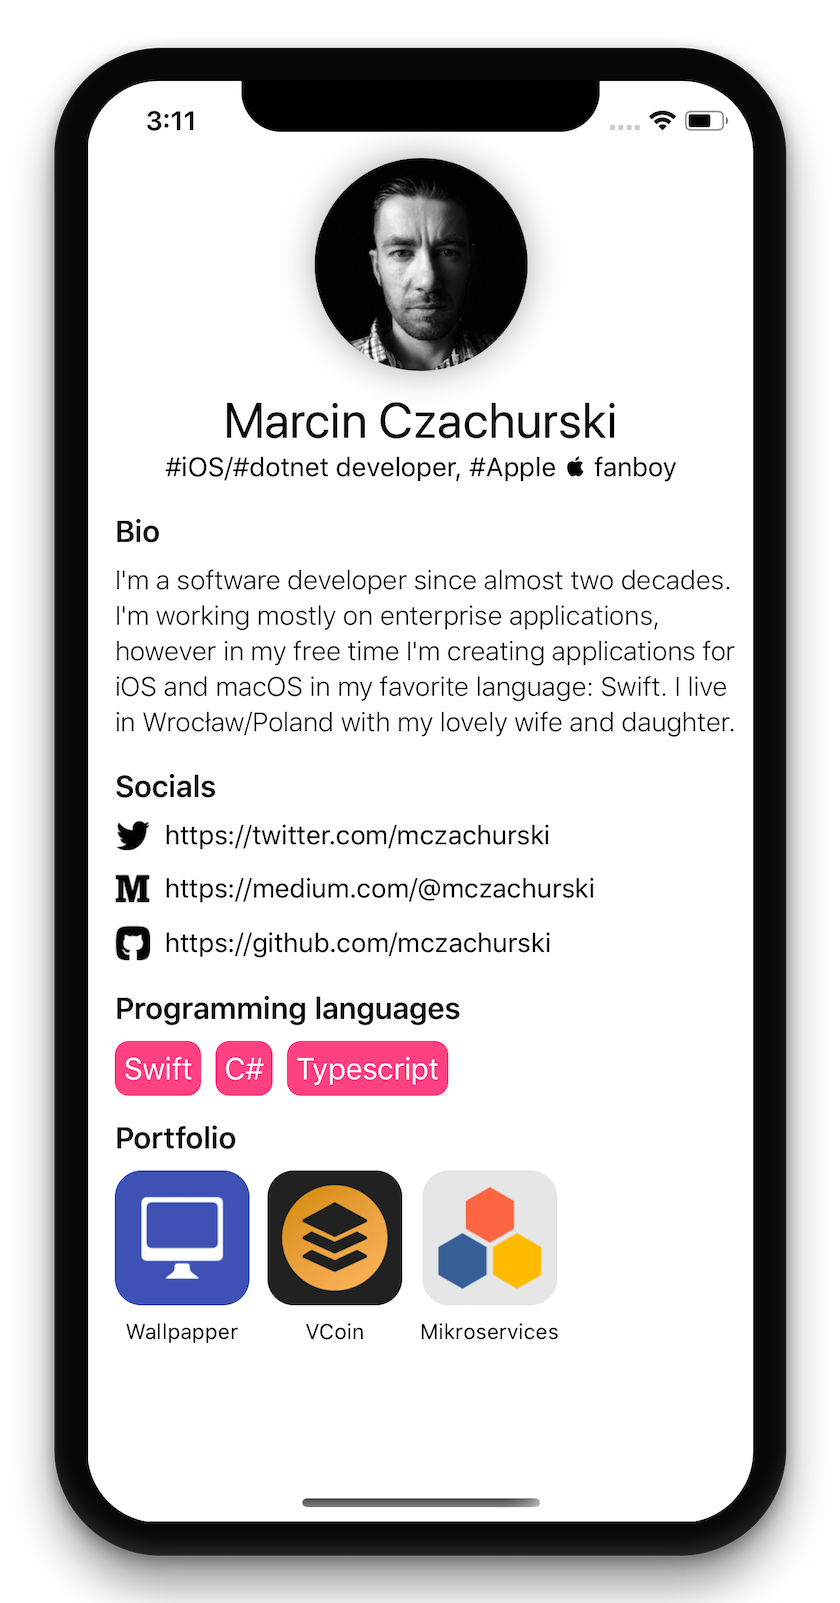 3:11
Marcin Czachurski
#iOS/#dotnet developer, #Apple  fanboy
Bio
I'm a software developer since almost two decades.
I'm working mostly on enterprise applications,
however in my free time I'm creating applications for
iOS and macOS in my favorite language: Swift. I live
in Wrocław/Poland with my lovely wife and daughter.
Socials
https://twitter.com/mczachurski
M https://medium.com/@mczachurski
https://github.com/mczachurski
Programming languages
Swift C# Typescript
Portfolio
Wallpapper VCoin Mikroservices